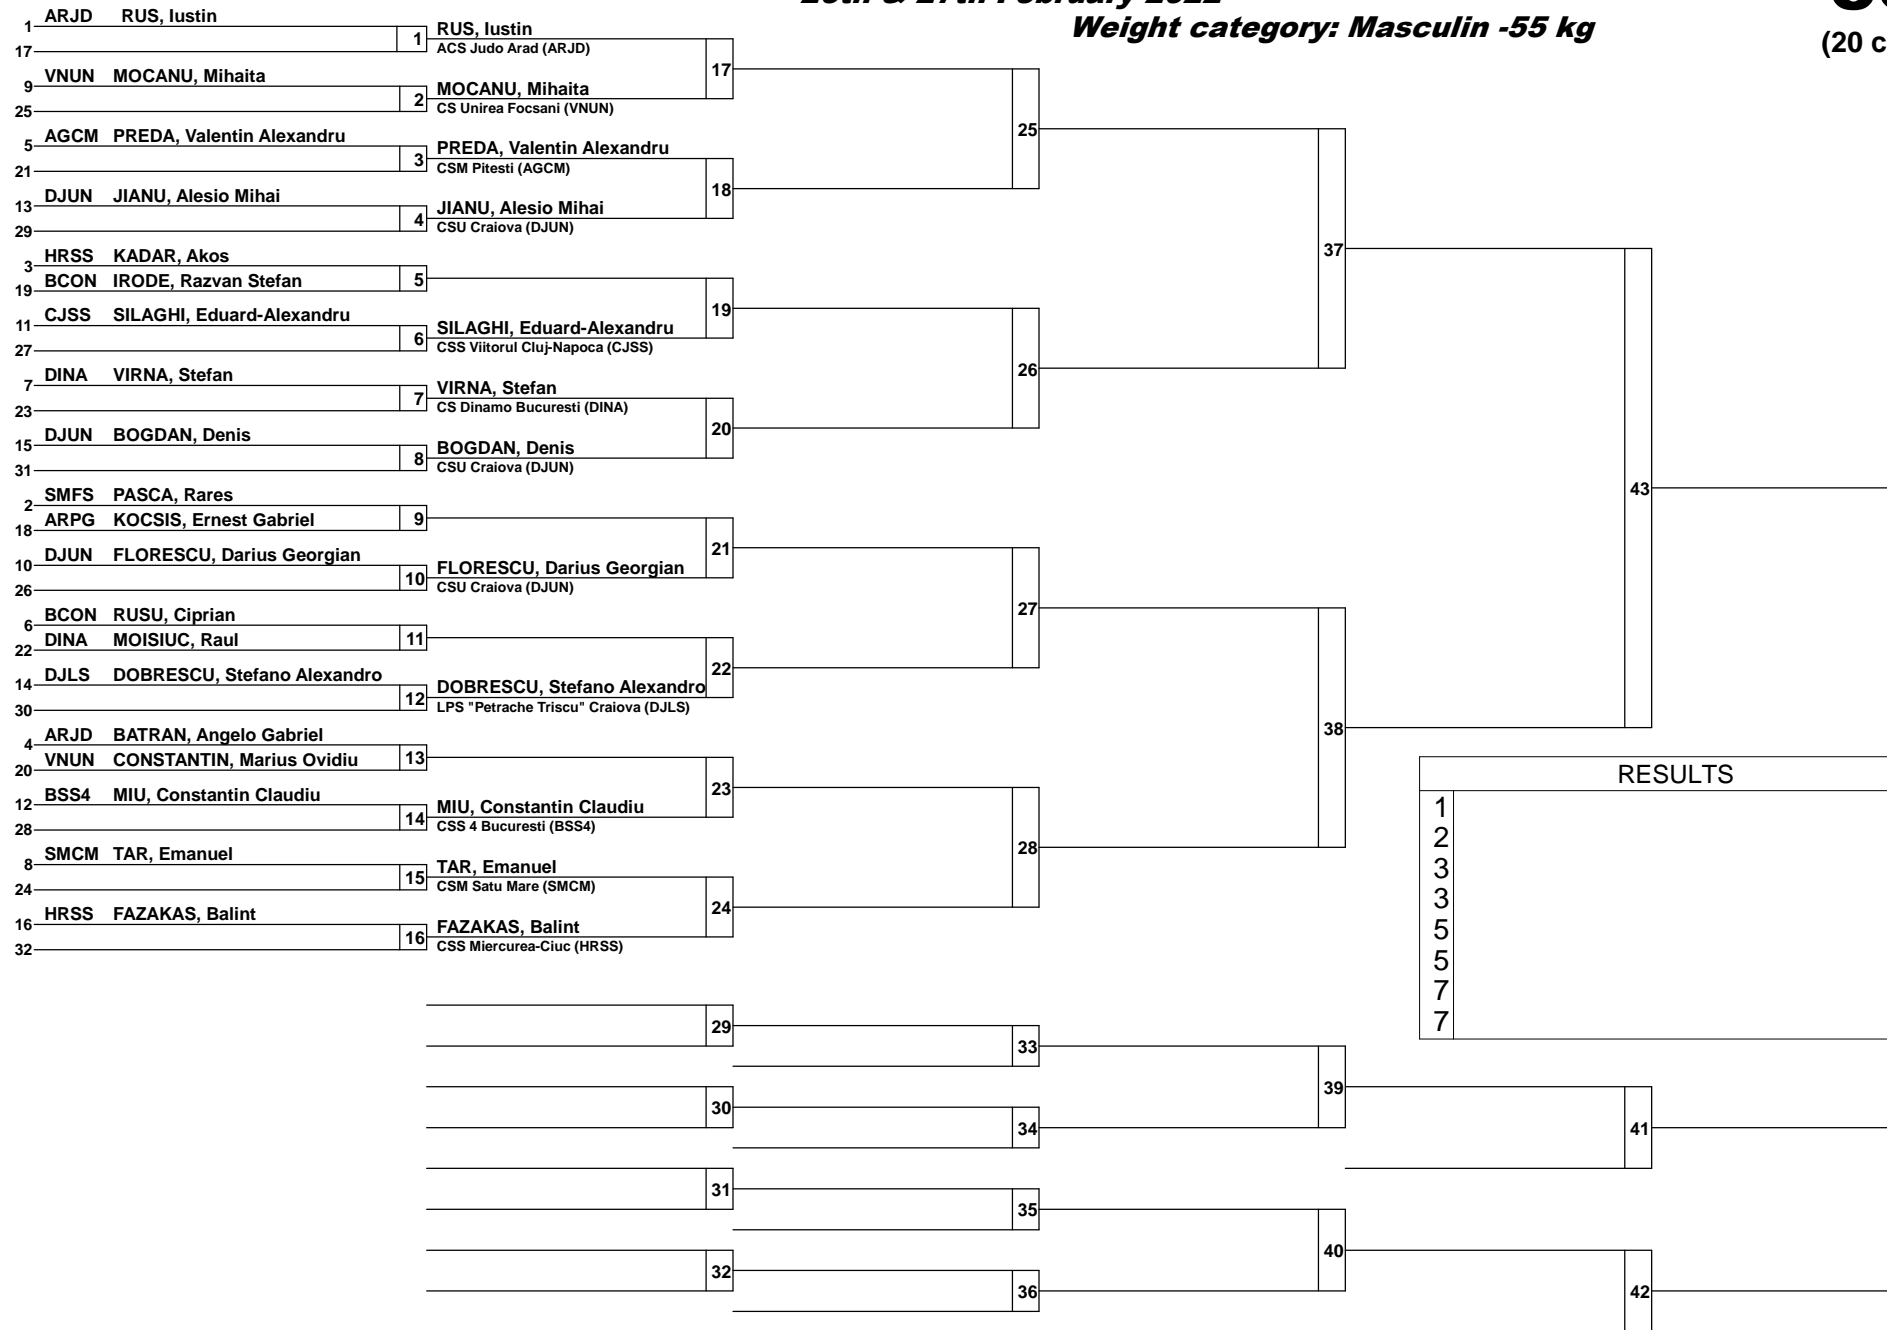 Weight category: Masculin -55 kg
(20 c
1 ARJD RUS, Iustin
17
1
RUS, Iustin
ACS Judo Arad (ARJD)
9 VNUN MOCANU, Mihaita
25
2
MOCANU, Mihaita
CS Unirea Focsani (VNUN)
17
5 AGCM PREDA, Valentin Alexandru
21
3
PREDA, Valentin Alexandru
CSM Pitesti (AGCM)
13 DJUN JIANU, Alesio Mihai
29
4
JIANU, Alesio Mihai
CSU Craiova (DJUN)
18
25
3 HRSS KADAR, Akos
19 BCON IRODE, Razvan Stefan
5
11 CJSS SILAGHI, Eduard-Alexandru
27
6
SILAGHI, Eduard-Alexandru
CSS Viitorul Cluj-Napoca (CJSS)
19
7 DINA VIRNA, Stefan
23
7
VIRNA, Stefan
CS Dinamo Bucuresti (DINA)
15 DJUN BOGDAN, Denis
31
8
BOGDAN, Denis
CSU Craiova (DJUN)
20
26
37
2 SMFS PASCA, Rares
18 ARPG KOCSIS, Ernest Gabriel
9
10 DJUN FLORESCU, Darius Georgian
26
10
FLORESCU, Darius Georgian
CSU Craiova (DJUN)
21
6 BCON RUSU, Ciprian
22 DINA MOISIUC, Raul
11
14 DJLS DOBRESCU, Stefano Alexandro
30
12
DOBRESCU, Stefano Alexandro
LPS "Petrache Triscu" Craiova (DJLS)
22
27
4 ARJD BATRAN, Angelo Gabriel
20 VNUN CONSTANTIN, Marius Ovidiu
13
12 BSS4 MIU, Constantin Claudiu
28
14
MIU, Constantin Claudiu
CSS 4 Bucuresti (BSS4)
23
8 SMCM TAR, Emanuel
24
15
TAR, Emanuel
CSM Satu Mare (SMCM)
16 HRSS FAZAKAS, Balint
32
16
FAZAKAS, Balint
CSS Miercurea-Ciuc (HRSS)
24
28
38
43
RESULTS
1
2
3
3
5
5
7
7
29
33
30
34
39
41
31
35
32
36
40
42